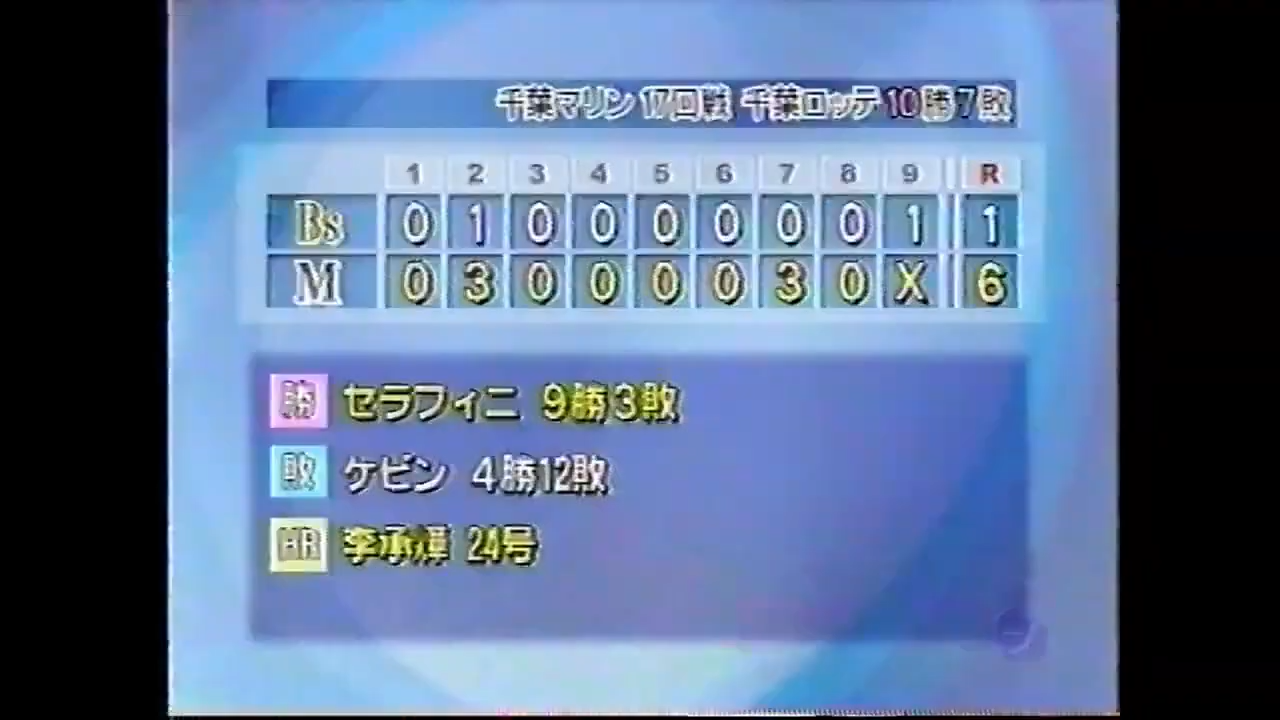 千葉マリン 17回戦 千葉ロッテ 10勝7敗
1 2 3 4 5 6 7 8 9 R
Bs 0 1 0 0 0 0 0 0 1 1
M 0 3 0 0 0 0 3 0 X 6
勝 セラフィニ 9勝3敗
敗 ケビン 4勝12敗
HR 李承燁 24号